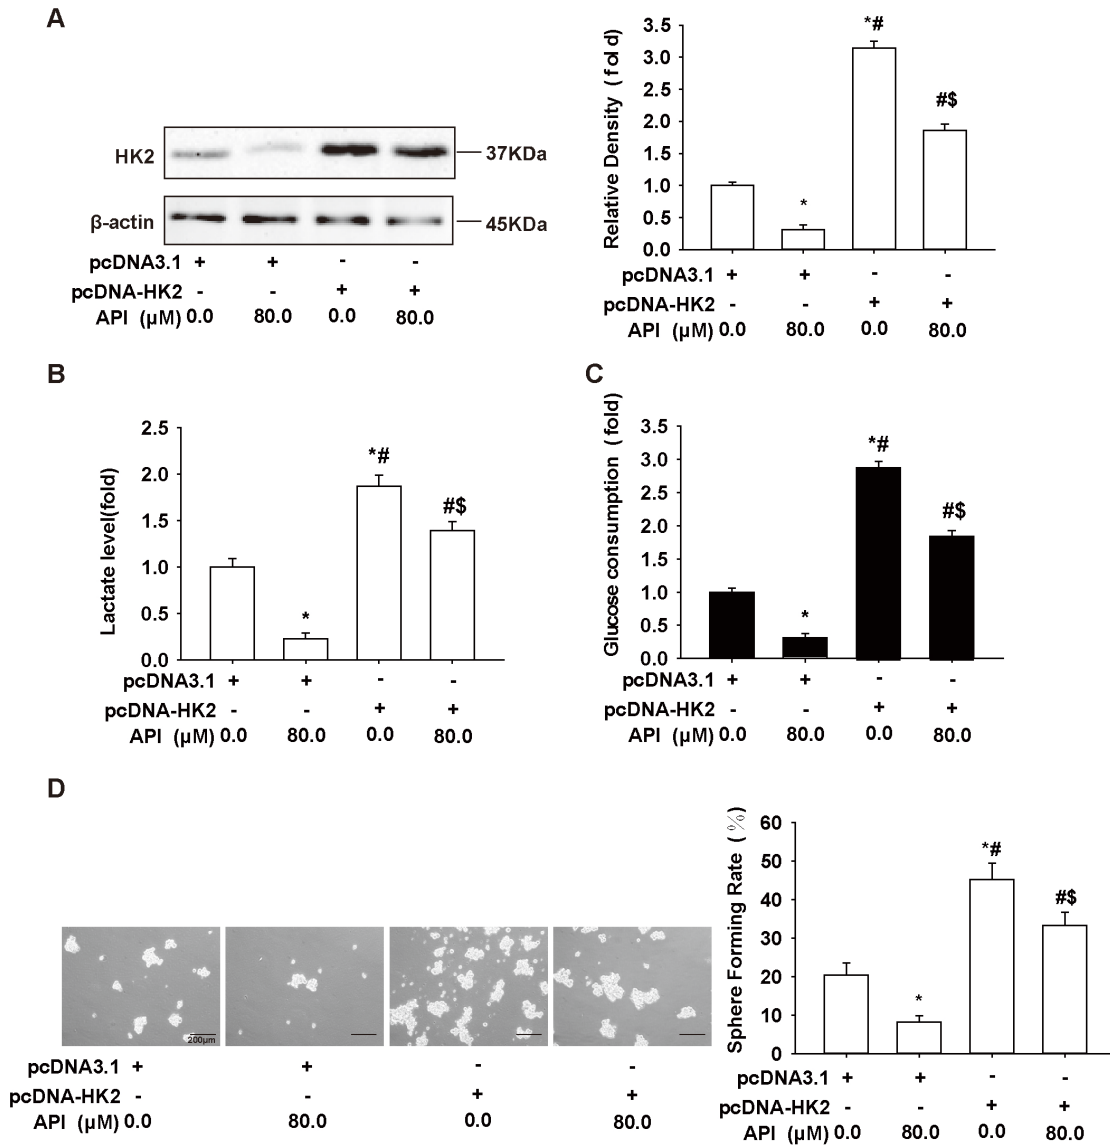 A
HK2
37KDa
β-actin
45KDa
pcDNA3.1 + + - -
pcDNA-HK2 - - + +
API (μM) 0.0 80.0 0.0 80.0
Relative Density (fold)
3.5
3.0
2.5
2.0
1.5
1.0
0.5
0.0
*
*#
#$
pcDNA3.1 + + - -
pcDNA-HK2 - - + +
API (μM) 0.0 80.0 0.0 80.0
B
Lactate level(fold)
2.5
2.0
1.5
1.0
0.5
0.0
*
*#
#$
pcDNA3.1 + + - -
pcDNA-HK2 - - + +
API (μM) 0.0 80.0 0.0 80.0
C
Glucose consumption (fold)
3.5
3.0
2.5
2.0
1.5
1.0
0.5
0.0
*
*#
#$
pcDNA3.1 + + - -
pcDNA-HK2 - - + +
API (μM) 0.0 80.0 0.0 80.0
D
200μm
pcDNA3.1 + + - -
pcDNA-HK2 - - + +
API (μM) 0.0 80.0 0.0 80.0
Sphere Forming Rate (%)
60
50
40
30
20
10
0
*
*#
#$
pcDNA3.1 + + - -
pcDNA-HK2 - - + +
API (μM) 0.0 80.0 0.0 80.0